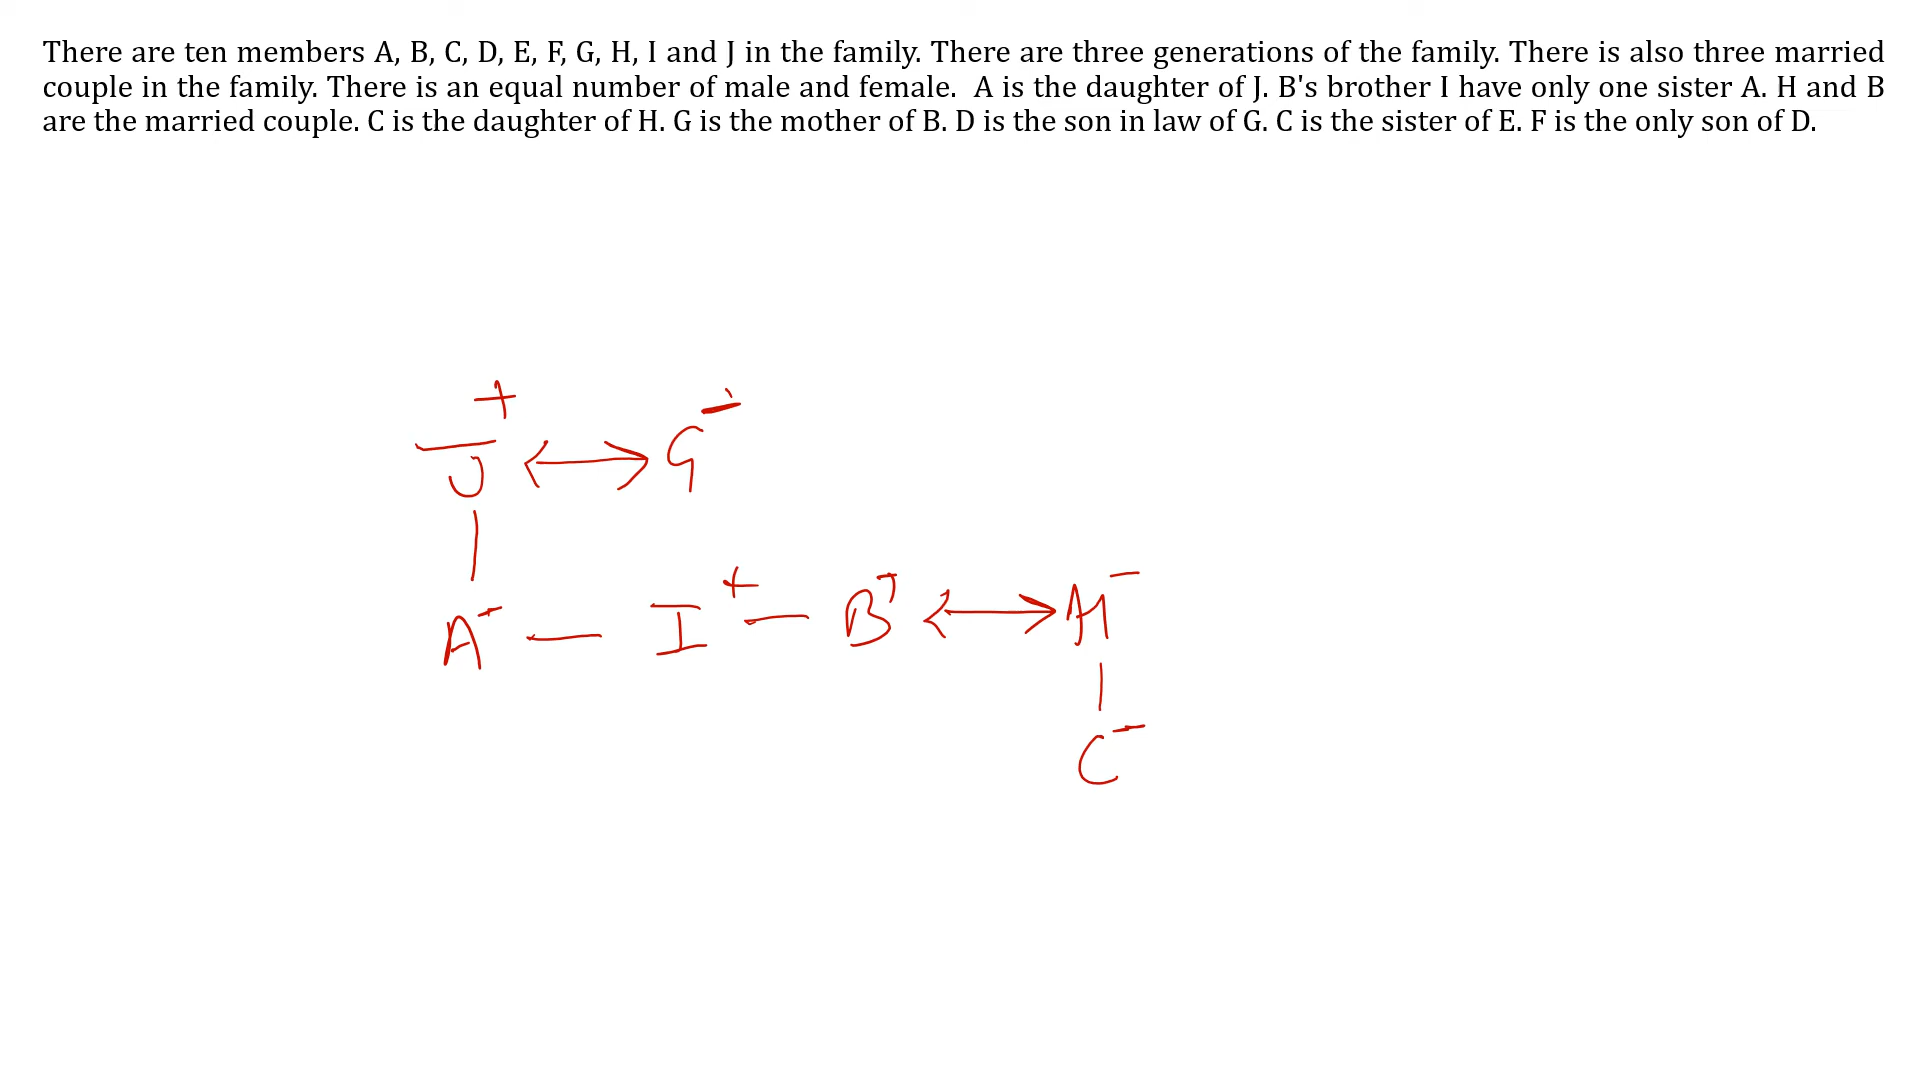 There are ten members A, B, C, D, E, F, G, H, I and J in the family. There are three generations of the family. There is also three married
couple in the family. There is an equal number of male and female.  A is the daughter of J. B's brother I have only one sister A. H and B
are the married couple. C is the daughter of H. G is the mother of B. D is the son in law of G. C is the sister of E. F is the only son of D.
+ -
J ↔ G
A - — I + — B + ↔ H -
C -